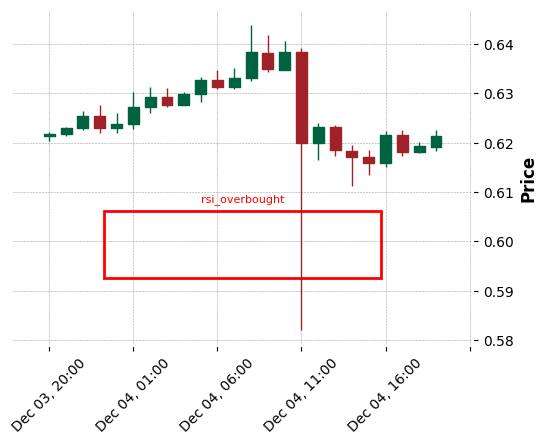 0.64
0.63
0.62
0.61
0.60
0.59
0.58
Price
rsi_overbought
Dec 03, 20:00
Dec 04, 01:00
Dec 04, 06:00
Dec 04, 11:00
Dec 04, 16:00